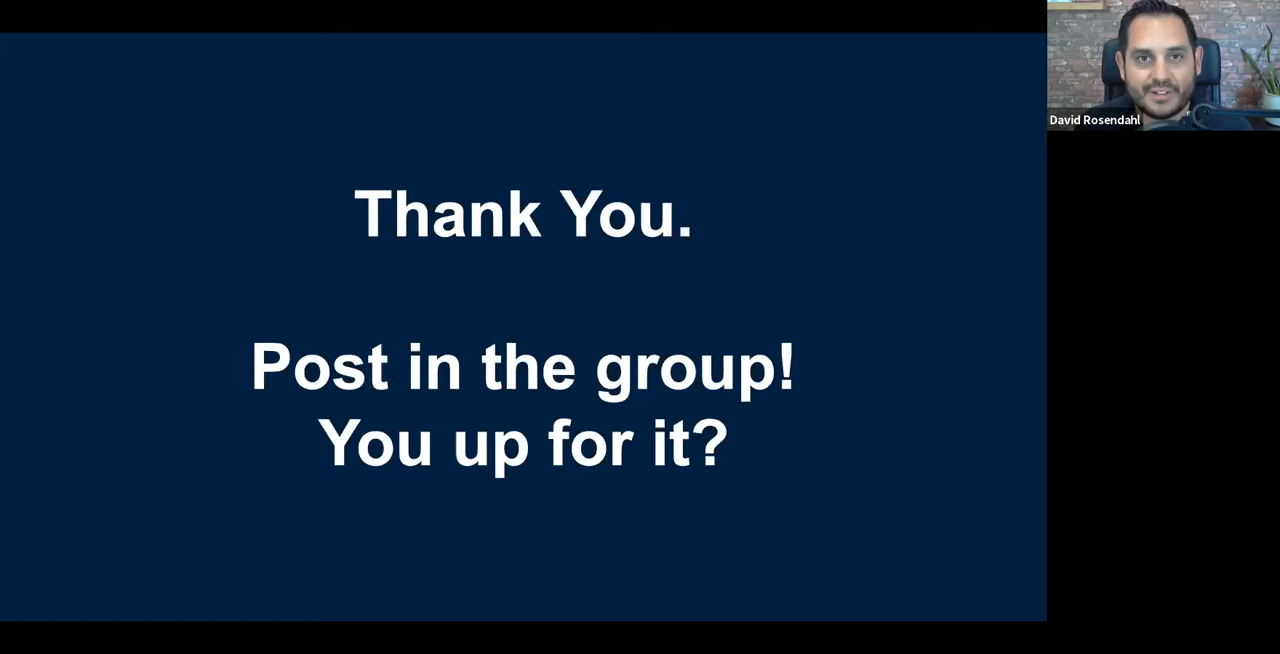 Thank You.
Post in the group!
You up for it?
David Rosendahl